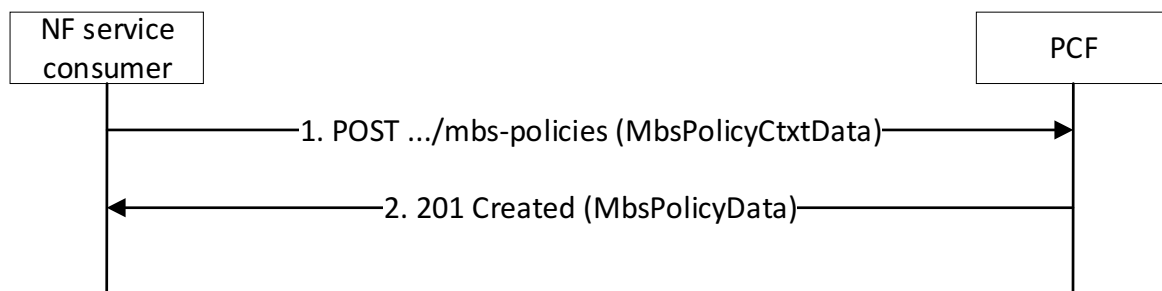 NF service
consumer
PCF
1. POST .../mbs-policies (MbsPolicyCtxtData)
2. 201 Created (MbsPolicyData)